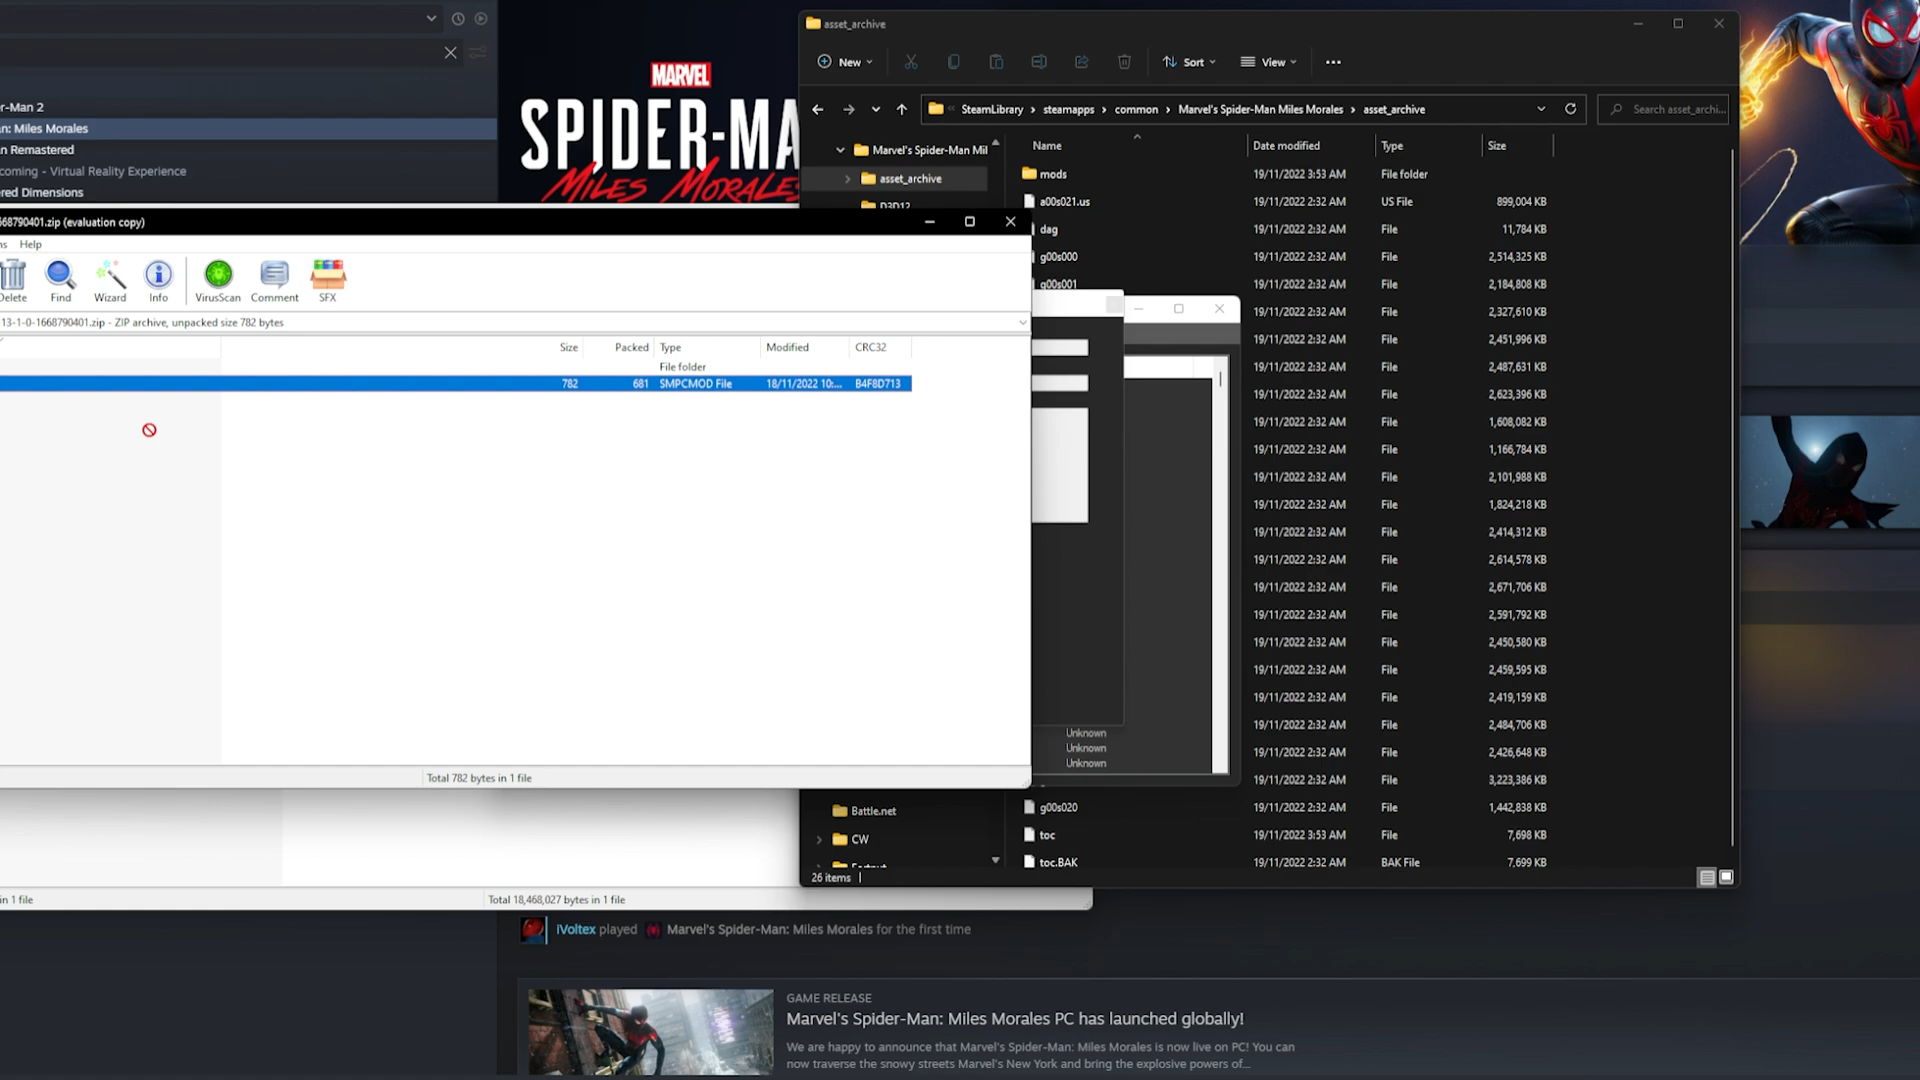 r-Man 2
n: Miles Morales
n Remastered
coming - Virtual Reality Experience
red Dimensions
MARVEL
SPIDER-MA
MILES MORALES
asset_archive
New
Sort
View
SteamLibrary
steamapps
common
Marvel's Spider-Man Miles Morales
asset_archive
Search asset_archi...
Marvel's Spider-Man Mil
asset_archive
D3D12
Battle.net
CW
Fortnut
26 items
Name Date modified Type Size
mods 19/11/2022 3:53 AM File folder
a00s021.us 19/11/2022 2:32 AM US File 899,004 KB
dag 19/11/2022 2:32 AM File 11,784 KB
g00s000 19/11/2022 2:32 AM File 2,514,325 KB
g00s001 19/11/2022 2:32 AM File 2,184,808 KB
19/11/2022 2:32 AM File 2,327,610 KB
19/11/2022 2:32 AM File 2,451,996 KB
19/11/2022 2:32 AM File 2,487,631 KB
19/11/2022 2:32 AM File 2,623,396 KB
19/11/2022 2:32 AM File 1,608,082 KB
19/11/2022 2:32 AM File 1,166,784 KB
19/11/2022 2:32 AM File 2,101,988 KB
19/11/2022 2:32 AM File 1,824,218 KB
19/11/2022 2:32 AM File 2,414,312 KB
19/11/2022 2:32 AM File 2,614,578 KB
19/11/2022 2:32 AM File 2,671,706 KB
19/11/2022 2:32 AM File 2,591,792 KB
19/11/2022 2:32 AM File 2,450,580 KB
19/11/2022 2:32 AM File 2,459,595 KB
19/11/2022 2:32 AM File 2,419,159 KB
19/11/2022 2:32 AM File 2,484,706 KB
19/11/2022 2:32 AM File 2,426,648 KB
19/11/2022 2:32 AM File 3,223,386 KB
g00s020 19/11/2022 2:32 AM File 1,442,838 KB
toc 19/11/2022 3:53 AM File 7,698 KB
toc.BAK 19/11/2022 2:32 AM BAK File 7,699 KB
668790401.zip (evaluation copy)
ns Help
Delete Find Wizard Info VirusScan Comment SFX
13-1-0-1668790401.zip - ZIP archive, unpacked size 782 bytes
Size Packed Type Modified CRC32
File folder
782 681 SMPCMOD File 18/11/2022 10:... B4F8D713
Total 782 bytes in 1 file
Unknown
Unknown
Unknown
in 1 file
Total 18,468,027 bytes in 1 file
iVoltex played Marvel's Spider-Man: Miles Morales for the first time
GAME RELEASE
Marvel's Spider-Man: Miles Morales PC has launched globally!
We are happy to announce that Marvel's Spider-Man: Miles Morales is now live on PC! You can
now traverse the snowy streets Marvel's New York and bring the explosive powers of...